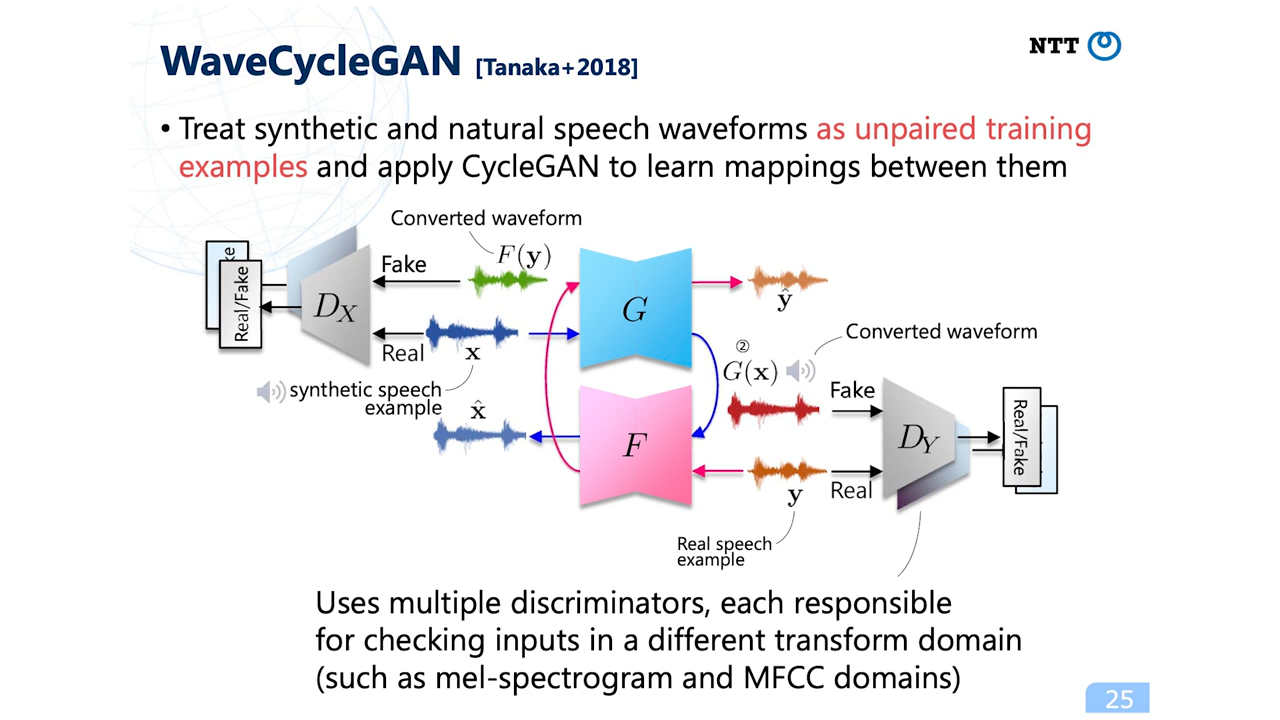 WaveCycleGAN [Tanaka+2018]
NTT
• Treat synthetic and natural speech waveforms as unpaired training
examples and apply CycleGAN to learn mappings between them
Converted waveform
F(y)
Fake
ke
Real/Fake
D_X
G
ŷ
Real
x
synthetic speech
example
x̂
Converted waveform
②
G(x)
Fake
F
D_Y
Real/Fake
y
Real
Real speech
example
Uses multiple discriminators, each responsible
for checking inputs in a different transform domain
(such as mel-spectrogram and MFCC domains)
25